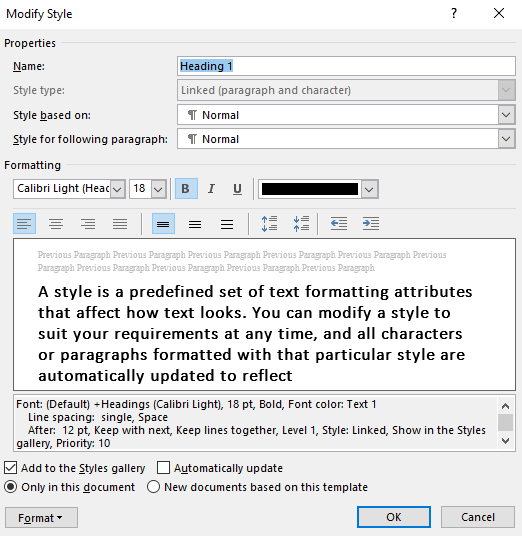 Modify Style ?
Properties
Name: Heading 1
Style type: Linked (paragraph and character)
Style based on: ¶ Normal
Style for following paragraph: ¶ Normal
Formatting
Calibri Light (Head 18 B I U
Previous Paragraph Previous Paragraph Previous Paragraph Previous Paragraph Previous Paragraph Previous
Paragraph Previous Paragraph Previous Paragraph Previous Paragraph Previous Paragraph
A style is a predefined set of text formatting attributes
that affect how text looks. You can modify a style to
suit your requirements at any time, and all characters
or paragraphs formatted with that particular style are
automatically updated to reflect
Font: (Default) +Headings (Calibri Light), 18 pt, Bold, Font color: Text 1
Line spacing: single, Space
After: 12 pt, Keep with next, Keep lines together, Level 1, Style: Linked, Show in the Styles
gallery, Priority: 10
Add to the Styles gallery Automatically update
Only in this document New documents based on this template
Format OK Cancel